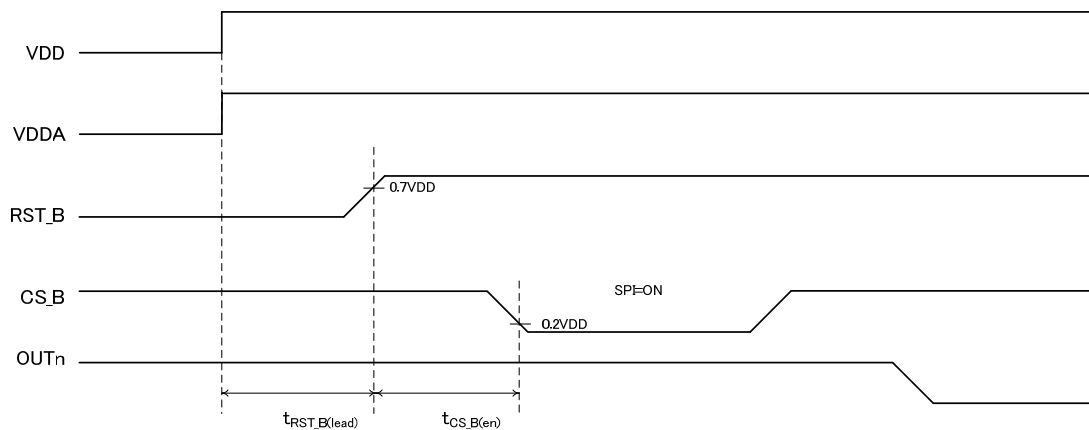 VDD
VDDA
RST_B
0.7VDD
CS_B
SPI=ON
0.2VDD
OUTn
tRST_B(lead)
tCS_B(en)